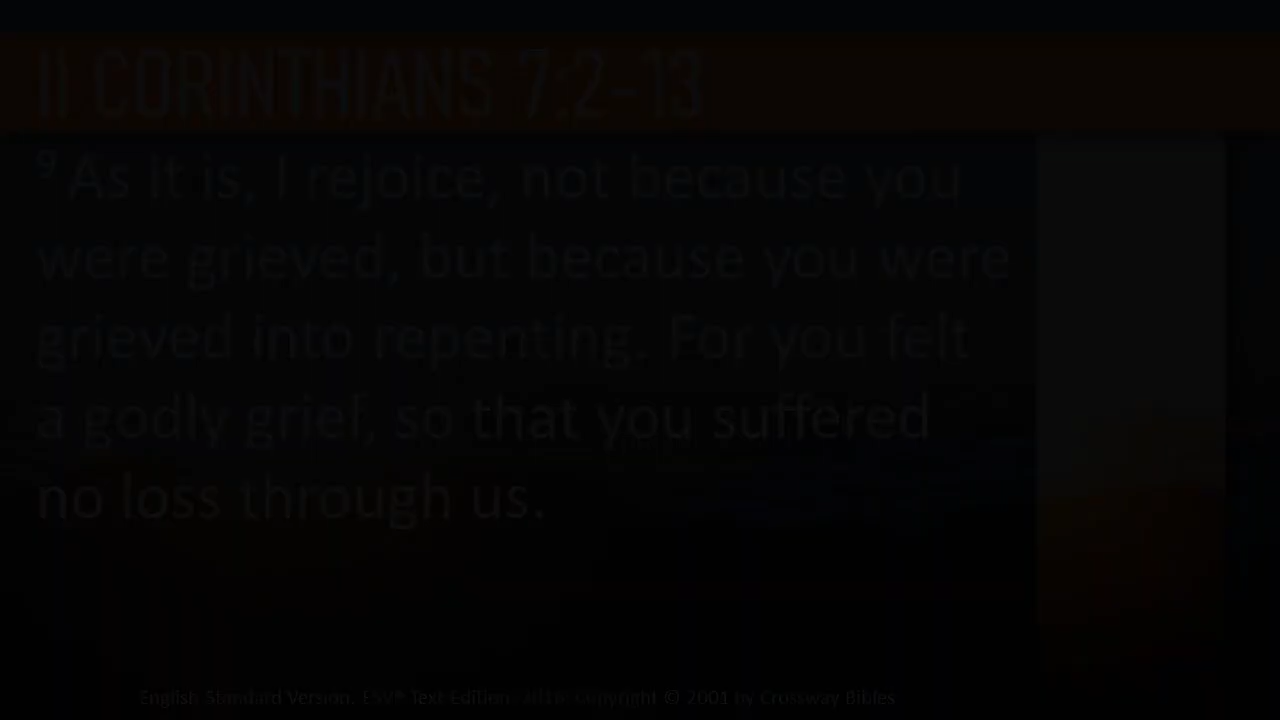 II CORINTHIANS 7:2-13
9 As it is, I rejoice, not because you
were grieved, but because you were
grieved into repenting. For you felt
a godly grief, so that you suffered
no loss through us.
English Standard Version. ESV® Text Edition: 2016. Copyright © 2001 by Crossway Bibles